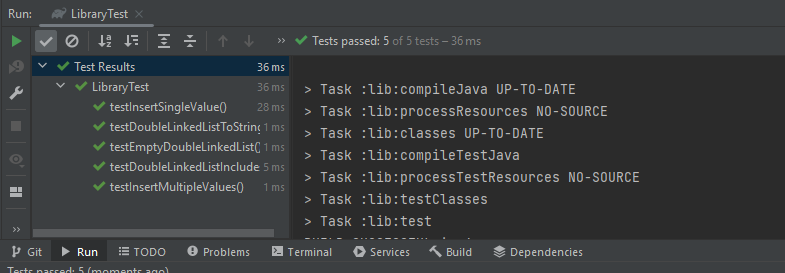 Run: LibraryTest
Tests passed: 5 of 5 tests – 36 ms
Test Results 36 ms
LibraryTest 36 ms
testInsertSingleValue() 28 ms
testDoubleLinkedListToString 1 ms
testEmptyDoubleLinkedList() 1 ms
testDoubleLinkedListInclude 5 ms
testInsertMultipleValues() 1 ms
> Task :lib:compileJava UP-TO-DATE
> Task :lib:processResources NO-SOURCE
> Task :lib:classes UP-TO-DATE
> Task :lib:compileTestJava
> Task :lib:processTestResources NO-SOURCE
> Task :lib:testClasses
> Task :lib:test
Git Run TODO Problems Terminal Services Build Dependencies
Tests passed: 5 (moments ago)